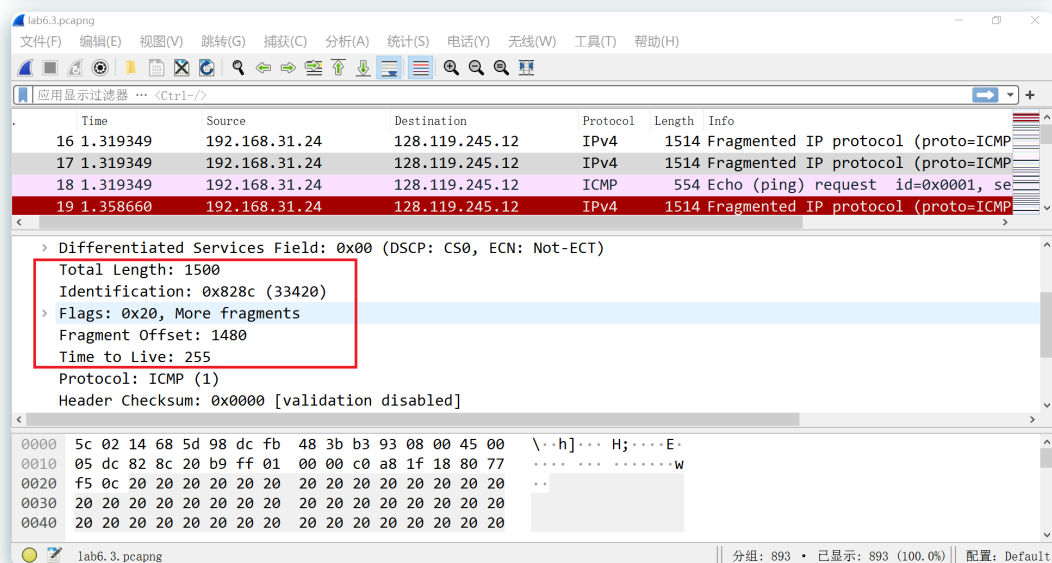 lab6.3.pcapng
文件(F) 编辑(E) 视图(V) 跳转(G) 捕获(C) 分析(A) 统计(S) 电话(Y) 无线(W) 工具(T) 帮助(H)
应用显示过滤器 … <Ctrl-/>
. Time Source Destination Protocol Length Info
16 1.319349 192.168.31.24 128.119.245.12 IPv4 1514 Fragmented IP protocol (proto=ICMP
17 1.319349 192.168.31.24 128.119.245.12 IPv4 1514 Fragmented IP protocol (proto=ICMP
18 1.319349 192.168.31.24 128.119.245.12 ICMP 554 Echo (ping) request id=0x0001, se
19 1.358660 192.168.31.24 128.119.245.12 IPv4 1514 Fragmented IP protocol (proto=ICMP
Differentiated Services Field: 0x00 (DSCP: CS0, ECN: Not-ECT)
Total Length: 1500
Identification: 0x828c (33420)
Flags: 0x20, More fragments
Fragment Offset: 1480
Time to Live: 255
Protocol: ICMP (1)
Header Checksum: 0x0000 [validation disabled]
0000 5c 02 14 68 5d 98 dc fb 48 3b b3 93 08 00 45 00 \··h]··· H;····E·
0010 05 dc 82 8c 20 b9 ff 01 00 00 c0 a8 1f 18 80 77 ···· ··· ·······w
0020 f5 0c 20 20 20 20 20 20 20 20 20 20 20 20 20 20 ··
0030 20 20 20 20 20 20 20 20 20 20 20 20 20 20 20 20
0040 20 20 20 20 20 20 20 20 20 20 20 20 20 20 20 20
lab6.3.pcapng 分组: 893 · 已显示: 893 (100.0%) 配置: Default